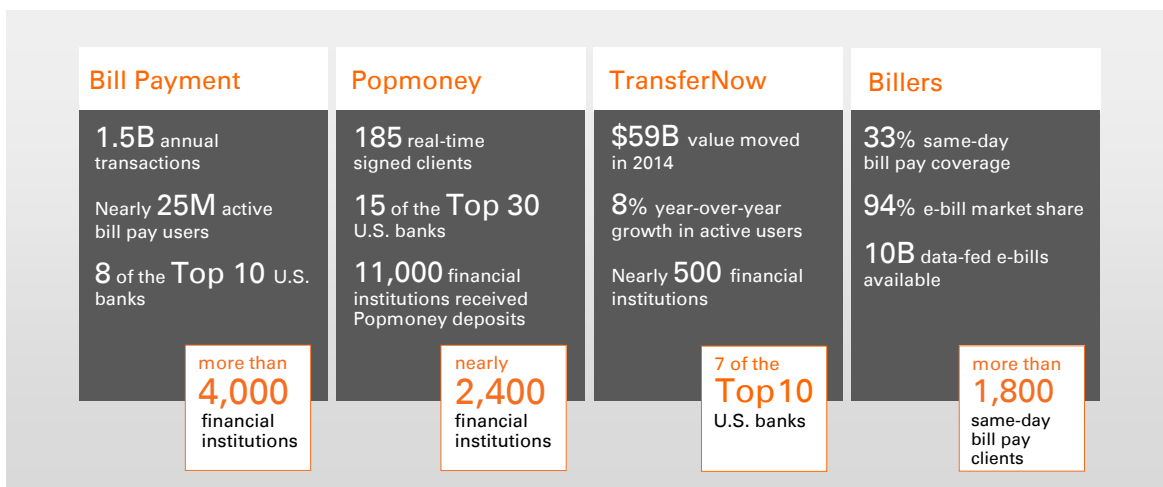 Bill Payment
1.5B annual
transactions
Nearly 25M active
bill pay users
8 of the Top 10 U.S.
banks
more than
4,000
financial
institutions
Popmoney
185 real-time
signed clients
15 of the Top 30
U.S. banks
11,000 financial
institutions received
Popmoney deposits
nearly
2,400
financial
institutions
TransferNow
$59B value moved
in 2014
8% year-over-year
growth in active users
Nearly 500 financial
institutions
7 of the
Top10
U.S. banks
Billers
33% same-day
bill pay coverage
94% e-bill market share
10B data-fed e-bills
available
more than
1,800
same-day
bill pay
clients